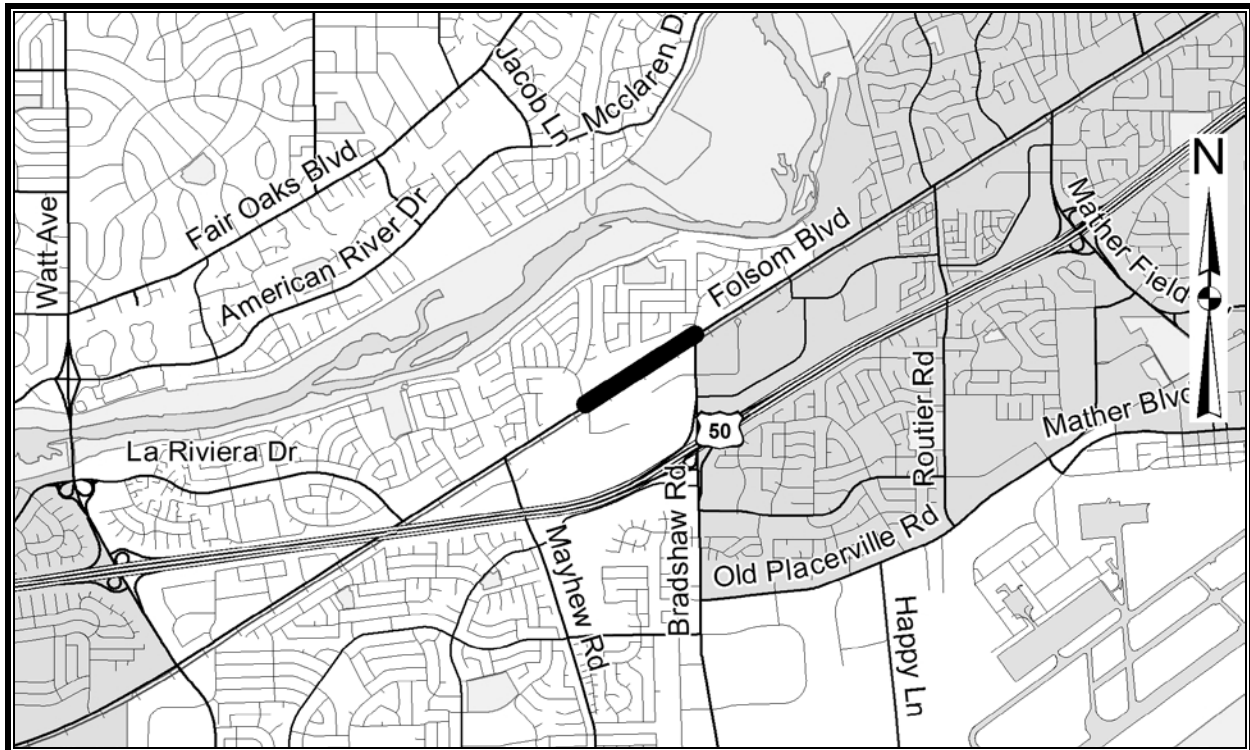 Jacob Ln
Mcclaren D
N
Fair Oaks Blvd
Mather Field
Watt Ave
American River Dr
Folsom Blvd
Routier Rd
50
Mather Blvd
La Riviera Dr
Bradshaw Rd
Old Placerville Rd
Mayhew Rd
Happy Ln